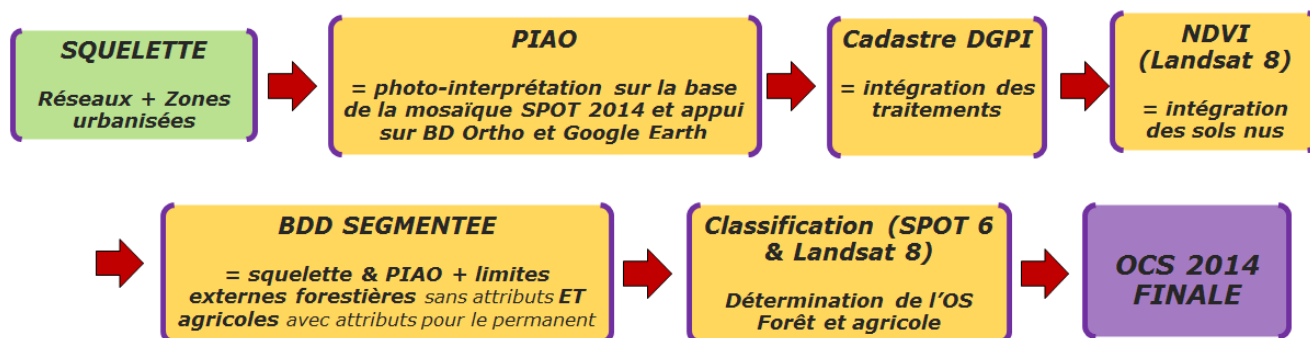 SQUELETTE
Réseaux + Zones
urbanisées
PIAO
= photo-interprétation sur la base
de la mosaïque SPOT 2014 et appui
sur BD Ortho et Google Earth
Cadastre DGPI
= intégration des
traitements
NDVI
(Landsat 8)
= intégration
des sols nus
BDD SEGMENTEE
= squelette & PIAO + limites
externes forestières sans attributs ET
agricoles avec attributs pour le permanent
Classification (SPOT 6
& Landsat 8)
Détermination de l'OS
Forêt et agricole
OCS 2014
FINALE